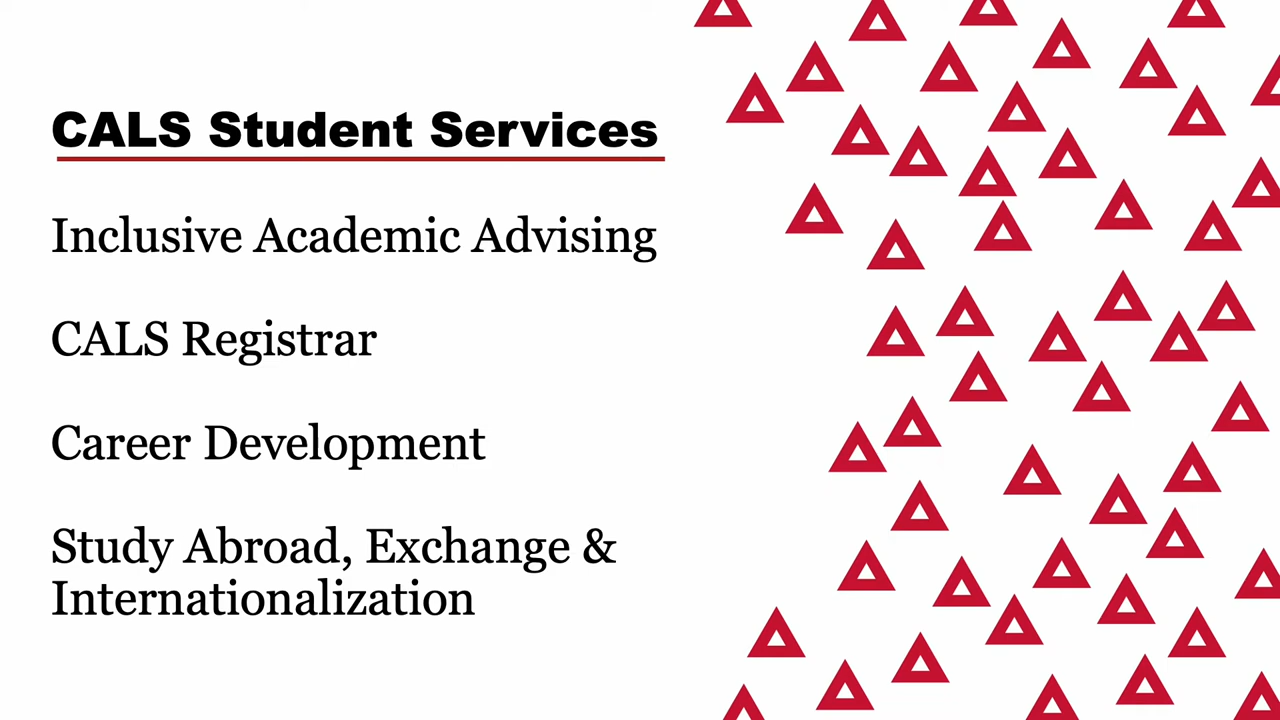 CALS Student Services
Inclusive Academic Advising
CALS Registrar
Career Development
Study Abroad, Exchange &
Internationalization